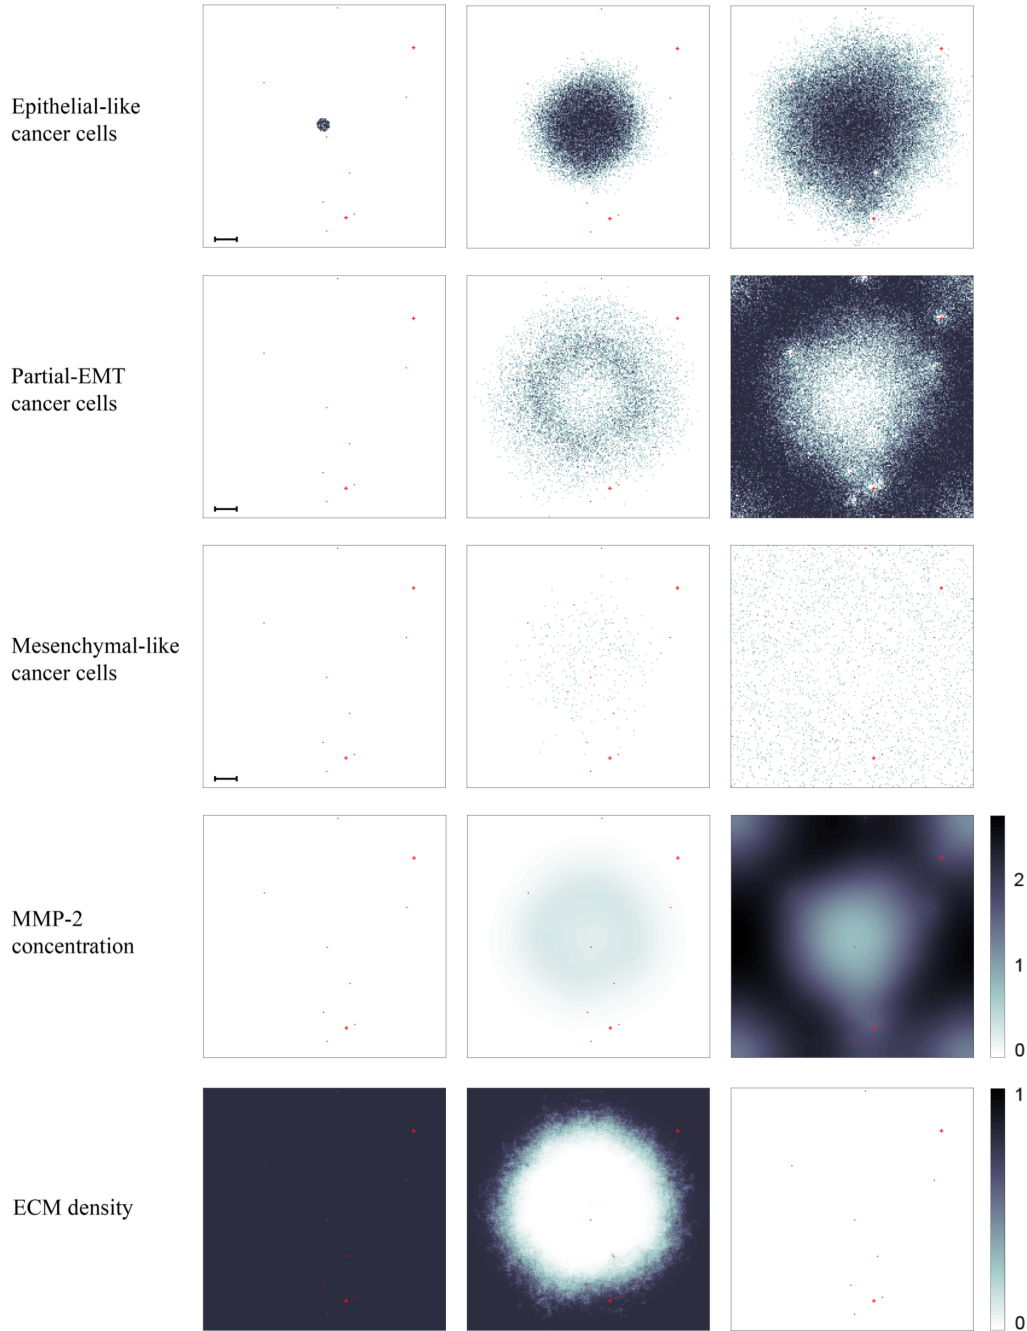 Epithelial-like
cancer cells
Partial-EMT
cancer cells
Mesenchymal-like
cancer cells
MMP-2
concentration
2
1
0
ECM density
1
0